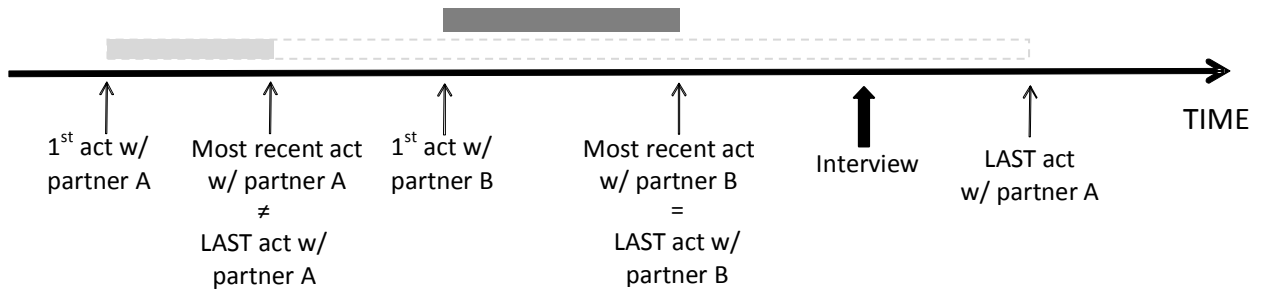 TIME
1st act w/
partner A
Most recent act
w/ partner A
≠
LAST act w/
partner A
1st act w/
partner B
Most recent act
w/ partner B
=
LAST act w/
partner B
Interview
LAST act
w/ partner A